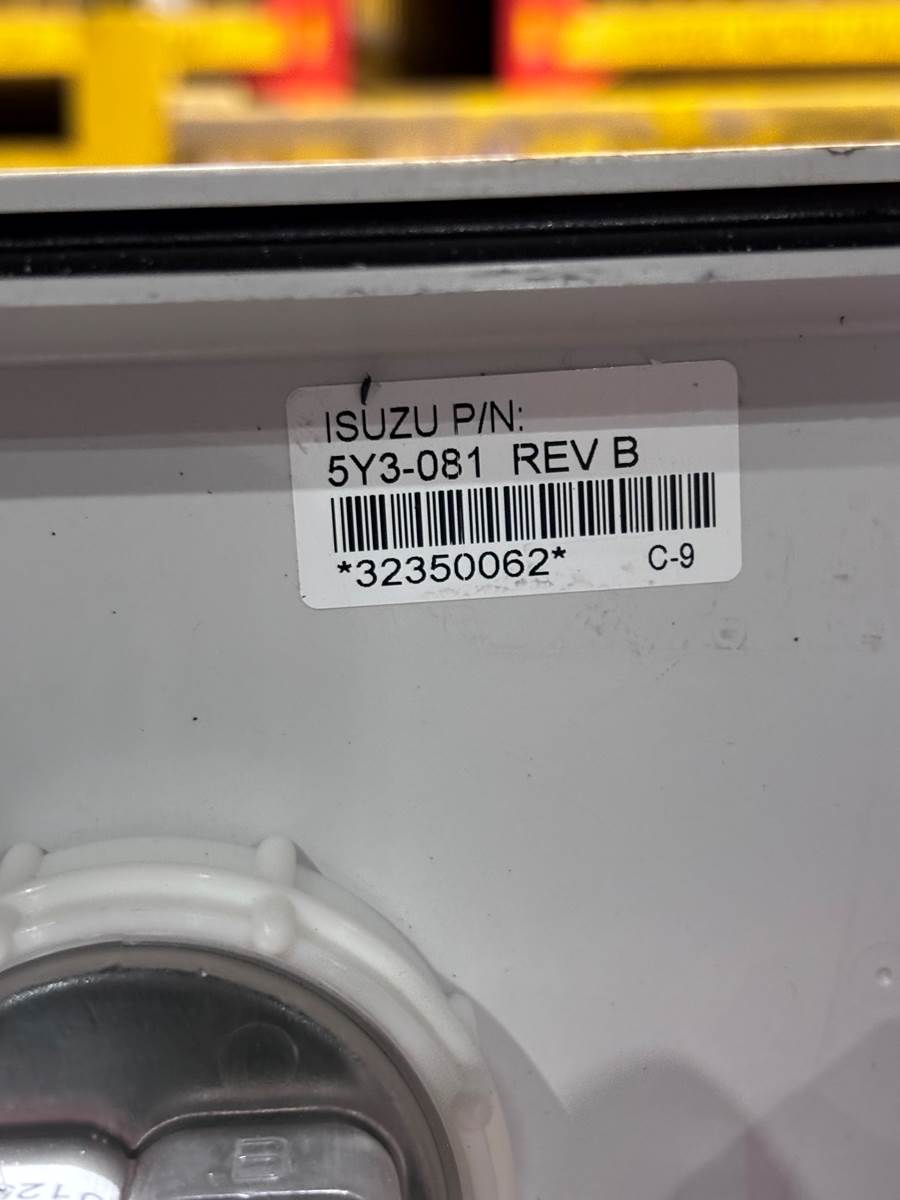 ISUZU P/N:
5Y3-081 REV B
*32350062* C-9
B